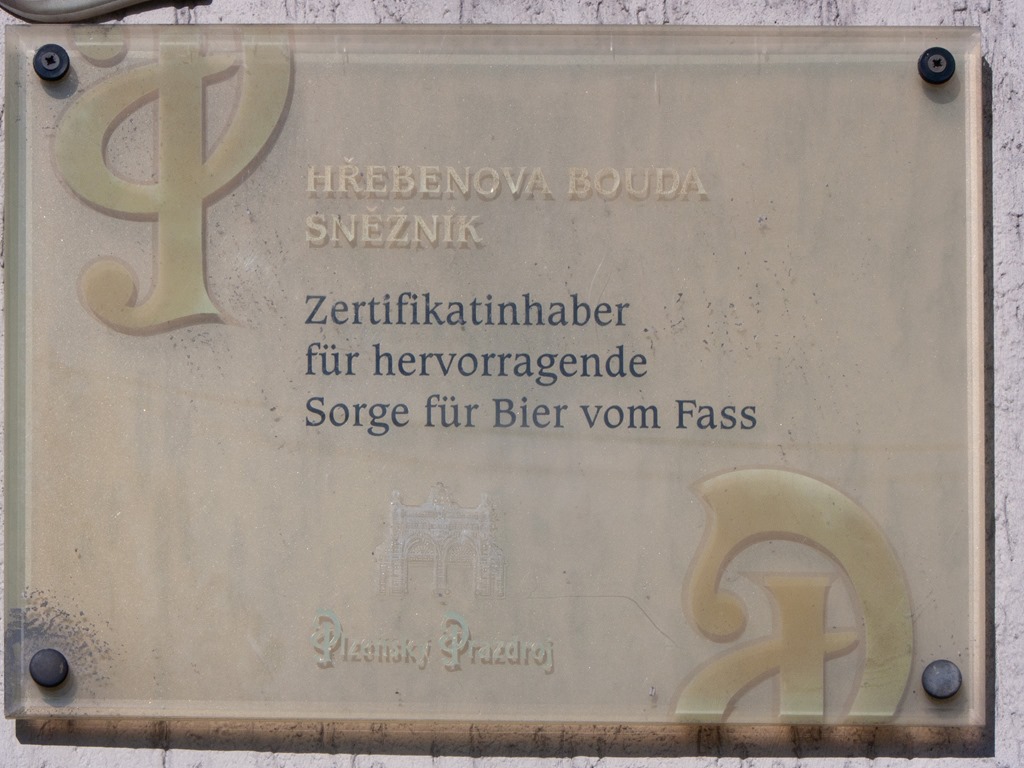 HŘEBENOVA BOUDA
SNĚŽNÍK
Zertifikatinhaber
für hervorragende
Sorge für Bier vom Fass
Plzeňský Prazdroj